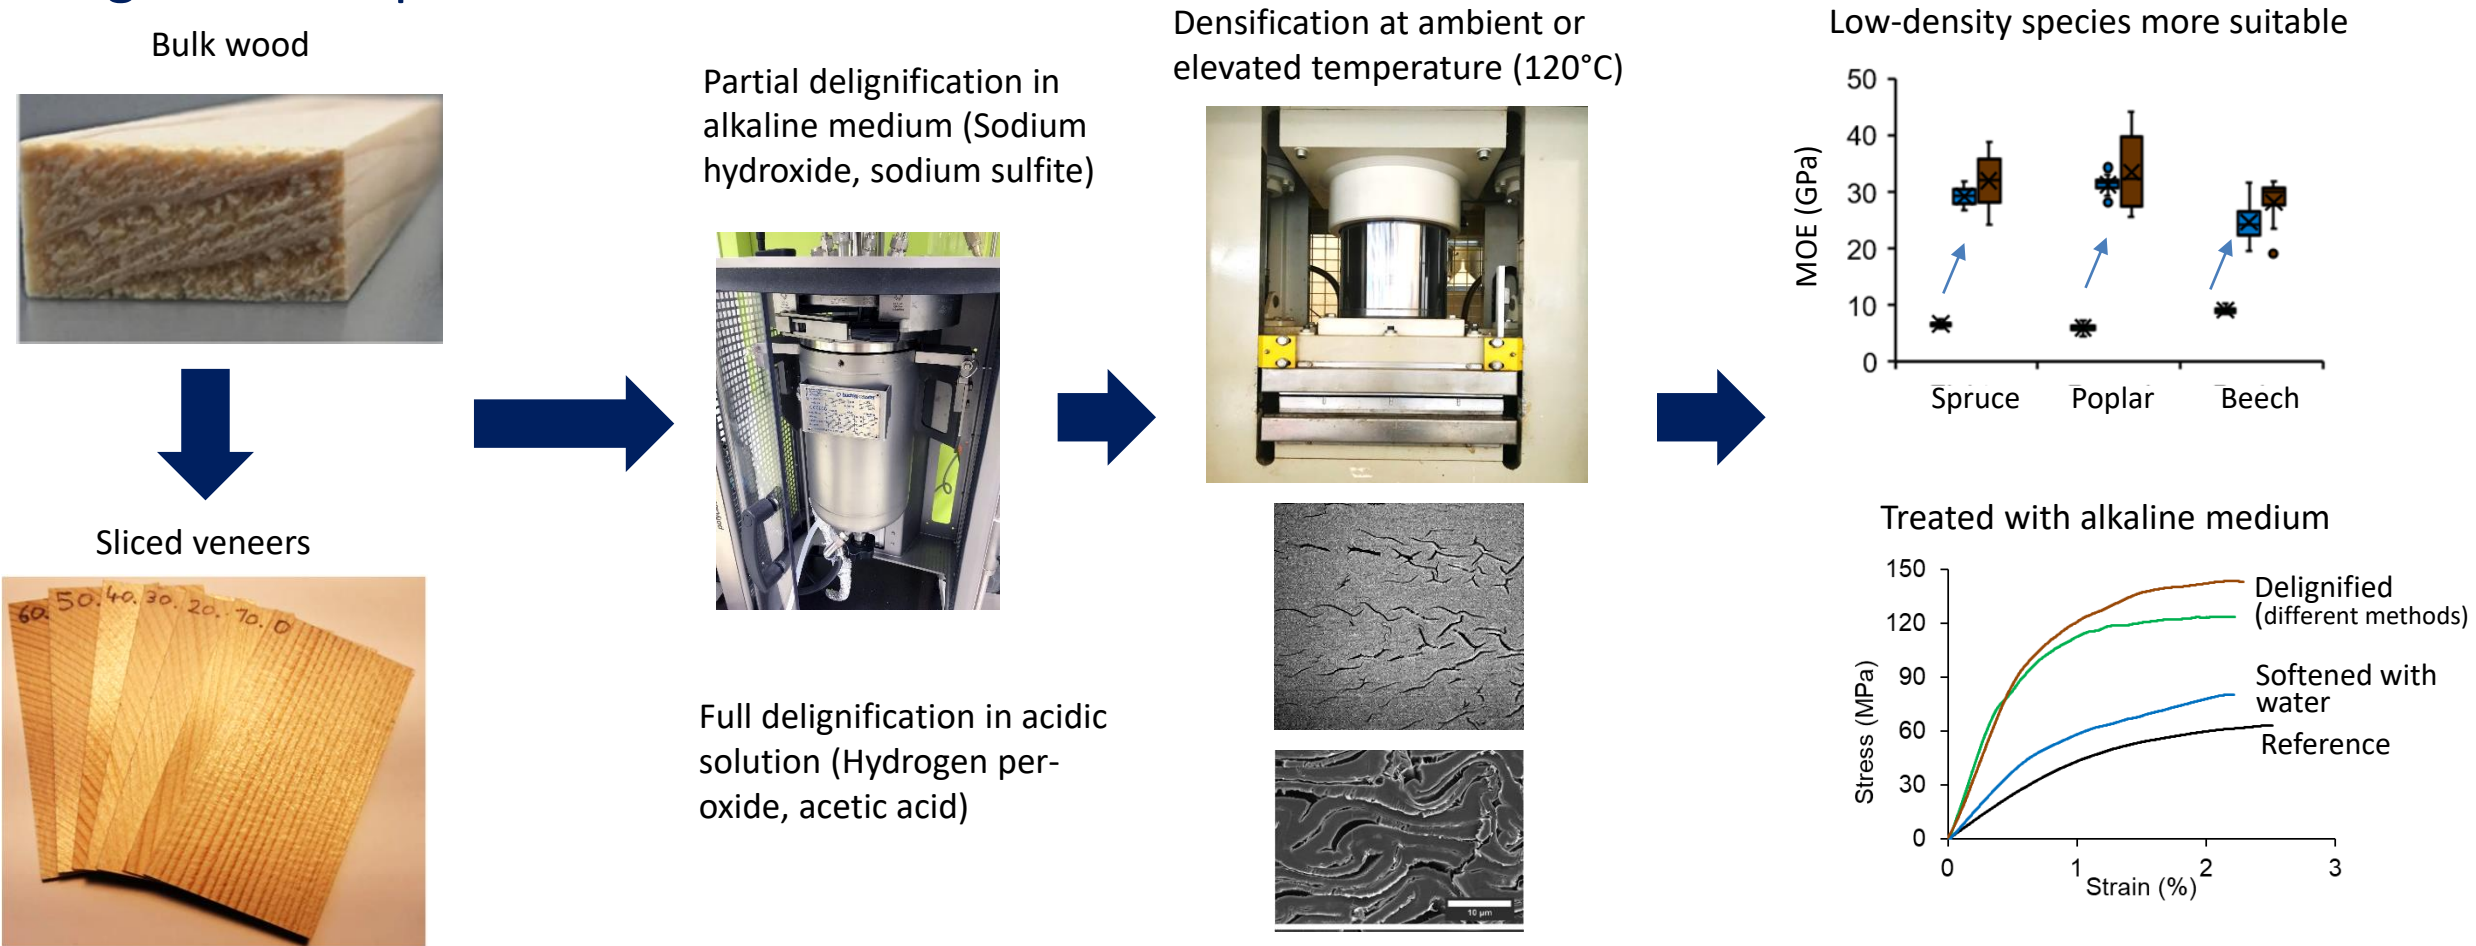 Bulk wood
Sliced veneers
60.
50.
40.
30.
20.
10.
0
Partial delignification in
alkaline medium (Sodium
hydroxide, sodium sulfite)
Full delignification in acidic
solution (Hydrogen per-
oxide, acetic acid)
Densification at ambient or
elevated temperature (120°C)
10 µm
Low-density species more suitable
MOE (GPa)
50
40
30
20
10
0
Spruce
Poplar
Beech
Treated with alkaline medium
Stress (MPa)
150
120
90
60
30
0
0
1
2
3
Strain (%)
Delignified
(different methods)
Softened with
water
Reference